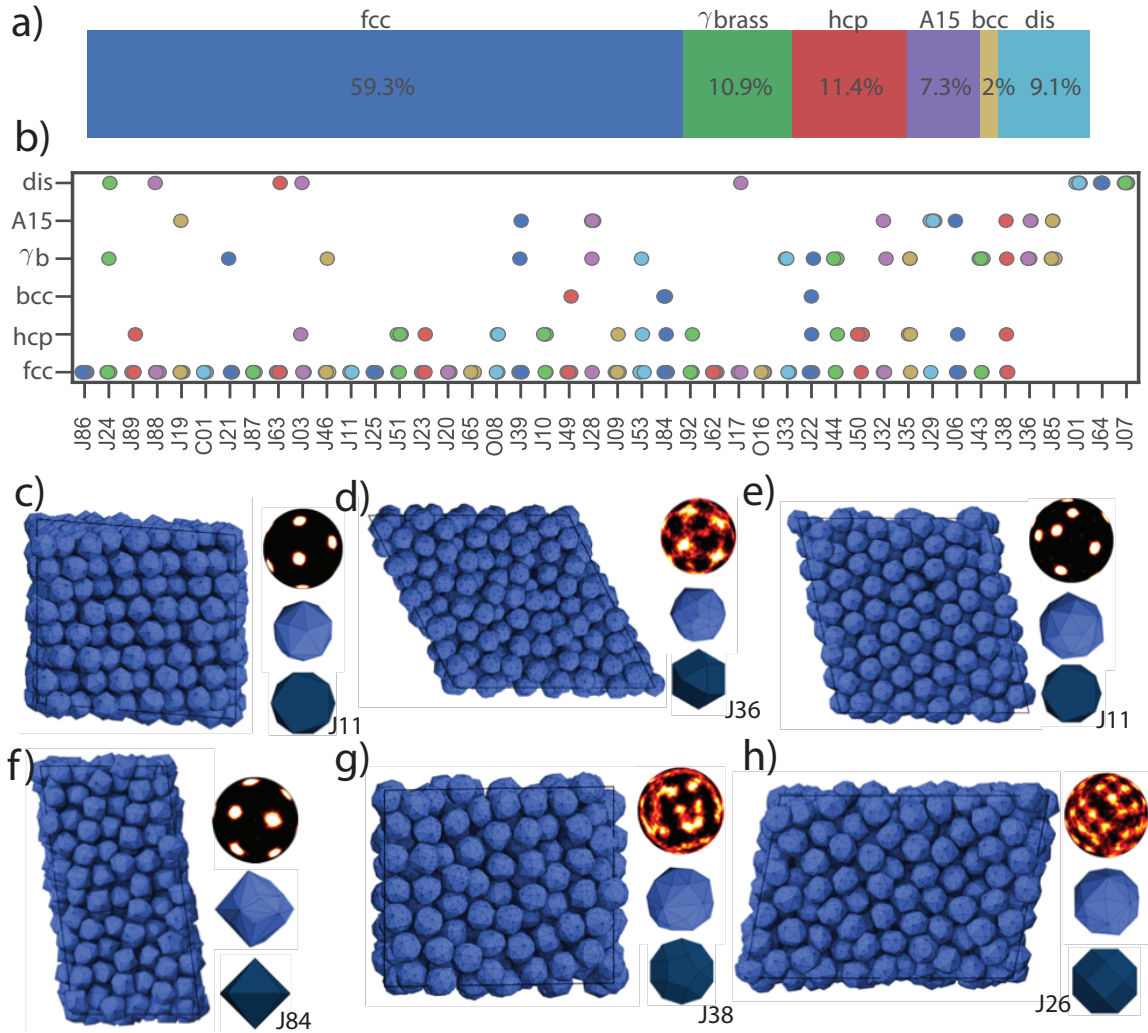 a)
fcc γbrass hcp A15 bcc dis
59.3% 10.9% 11.4% 7.3% 2% 9.1%
b)
dis
A15
γb
bcc
hcp
fcc
J86 J24 J89 J88 J19 C01 J21 J87 J63 J03 J46 J11 J25 J51 J23 J20 J65 O08 J39 J10 J49 J28 J09 J53 J84 J92 J62 J17 O16 J33 J22 J44 J50 J32 J35 J29 J06 J43 J38 J36 J85 J01 J64 J07
c) d) e)
J11 J36 J11
f) g) h)
J84 J38 J26